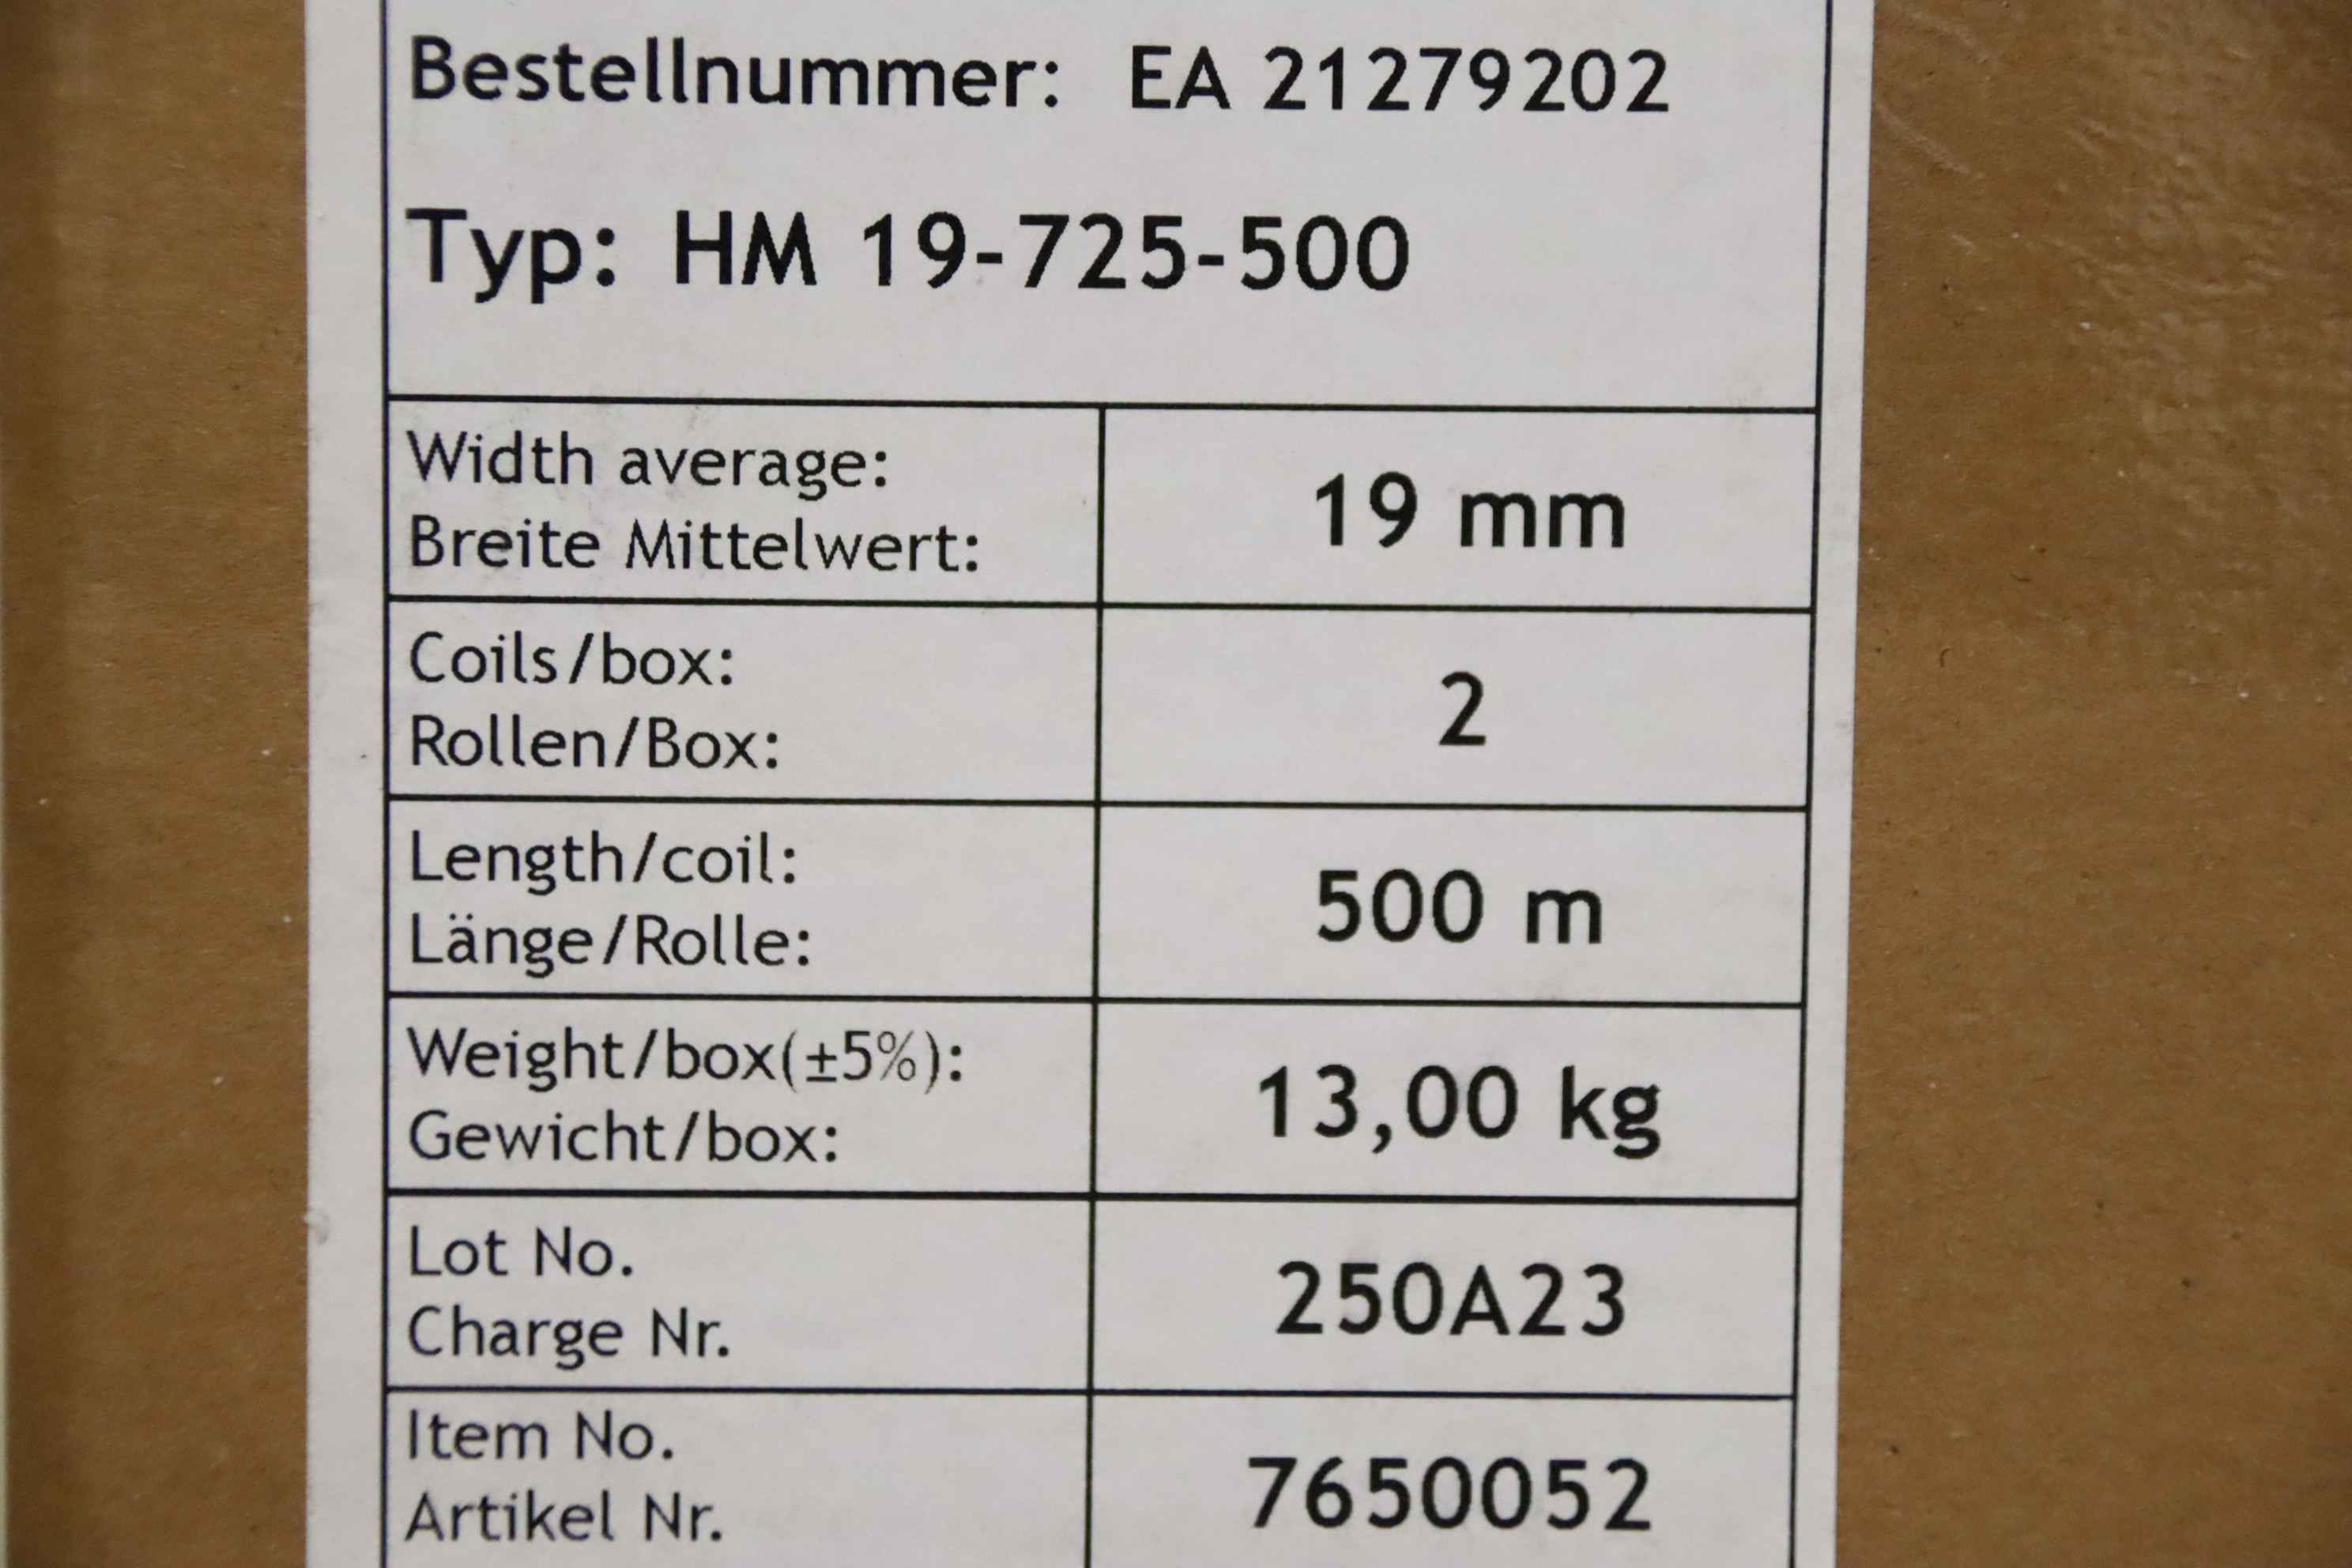 Bestellnummer: EA 21279202
Typ: HM 19-725-500
Width average:
Breite Mittelwert:
19 mm
Coils/box:
Rollen/Box:
2
Length/coil:
Länge/Rolle:
500 m
Weight/box(±5%):
Gewicht/box:
13,00 kg
Lot No.
Charge Nr.
250A23
Item No.
Artikel Nr.
7650052